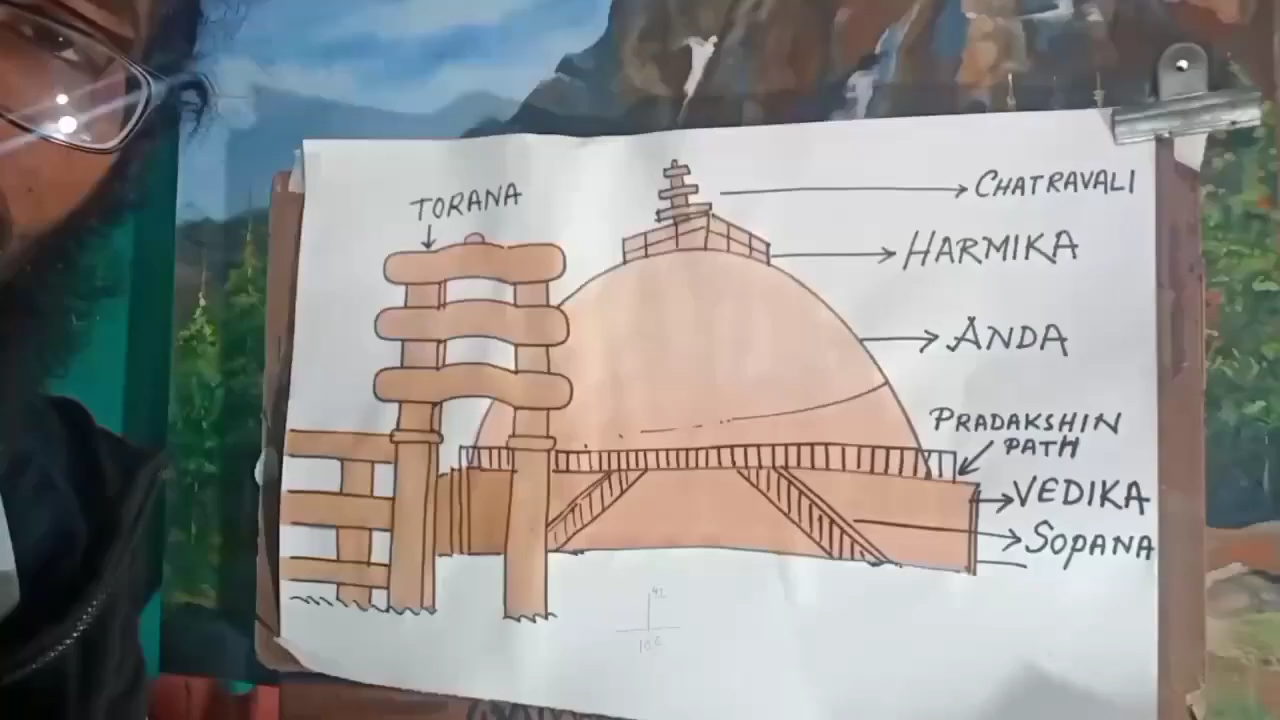 TORANA
CHATRAVALI
HARMIKA
ANDA
PRADAKSHIN
PATH
VEDIKA
SOPANA